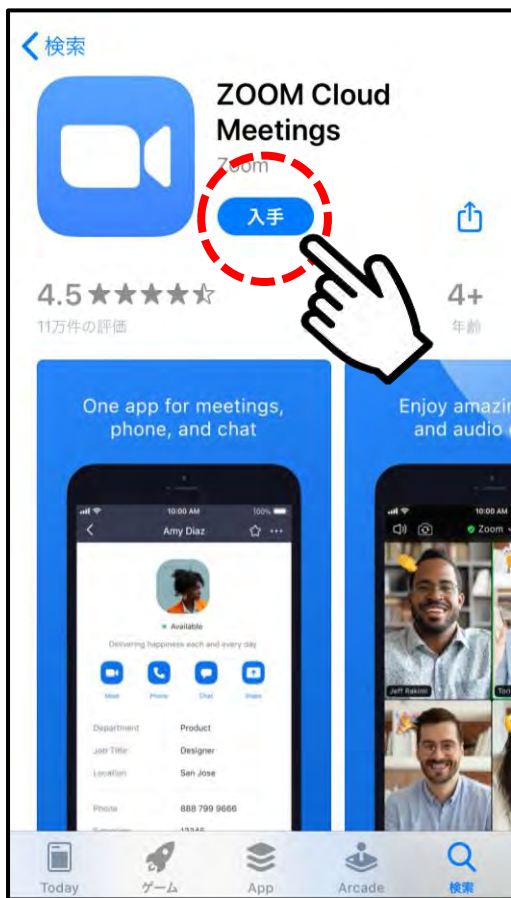 検索
ZOOM Cloud
Meetings
Zoom
入手
4.5
4+
11万件の評価
年齢
One app for meetings,
phone, and chat
Enjoy amazin
and audio
10:00 AM
100%
Amy Diaz
Available
Delivering happiness each and every day
Meet
Phone
Chat
Share
Department
Product
Job Title
Designer
Location
San Jose
Phone
888 799 9666
10:00 AM
Zoom
Jeff Rakimi
Tori
Today
ゲーム
App
Arcade
検索